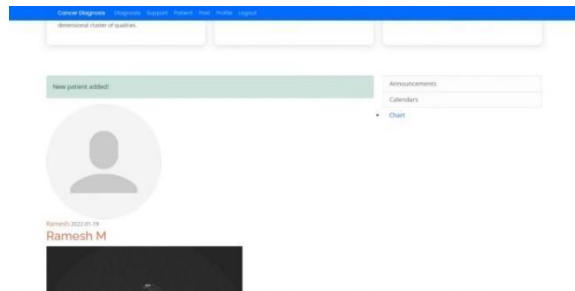 Cancer Diagnosis Diagnosis Support Patient Post Profile Logout
dimensional cluster of qualities.
New patient added!
Announcements
Calendars
Chart
Ramesh 2022-01-19
Ramesh M